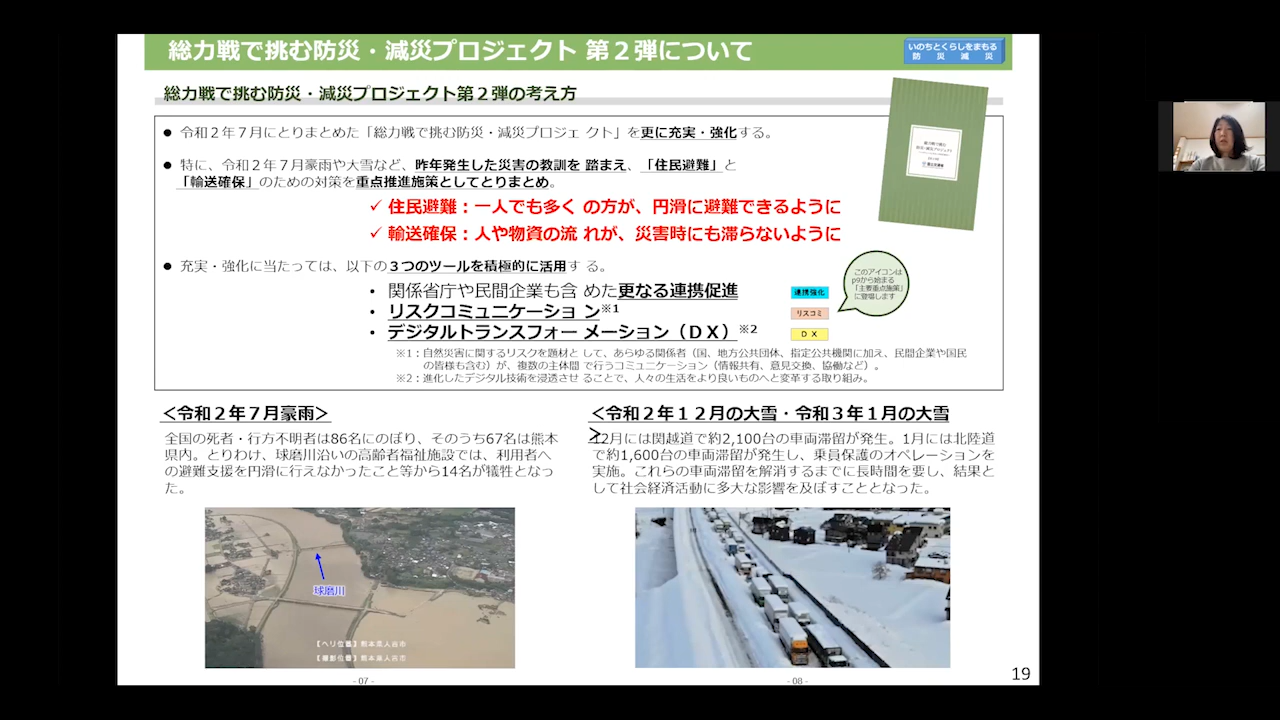 総力戦で挑む防災・減災プロジェクト 第２弾について
いのちとくらしをまもる
防 災 減 災
総力戦で挑む防災・減災プロジェクト第２弾の考え方
● 令和２年７月にとりまとめた「総力戦で挑む防災・減災プロジェ クト」を更に充実・強化する。
● 特に、令和２年７月豪雨や大雪など、昨年発生した災害の教訓を 踏まえ、「住民避難」と
「輸送確保」のための対策を重点推進施策としてとりまとめ。
✓ 住民避難：一人でも多く の方が、円滑に避難できるように
✓ 輸送確保：人や物資の流 れが、災害時にも滞らないように
● 充実・強化に当たっては、以下の３つのツールを積極的に活用す る。
• 関係省庁や民間企業も含 めた更なる連携促進
• リスクコミュニケーショ ン※1
• デジタルトランスフォー メーション（ＤＸ）※2
連携強化
リスコミ
ＤＸ
このアイコンは
p9から始まる
「主要重点施策」
に登場します
※1：自然災害に関するリスクを題材と して、あらゆる関係者（国、地方公共団体、指定公共機関に加え、民間企業や国民
の皆様も含む）が、複数の主体間 で行うコミュニケーション（情報共有、意見交換、協働など）。
※2：進化したデジタル技術を浸透させ ることで、人々の生活をより良いものへと変革する取り組み。
＜令和２年７月豪雨＞
全国の死者・行方不明者は86名にのぼり、そのうち67名は熊本
県内。とりわけ、球磨川沿いの高齢者福祉施設では、利用者へ
の避難支援を円滑に行えなかったこと等から14名が犠牲となっ
た。
球磨川
【ヘリ位置】熊本県人吉市
【撮影位置】熊本県人吉市
- 07 -
＜令和２年１２月の大雪・令和３年１月の大雪
＞
12月には関越道で約2,100台の車両滞留が発生。1月には北陸道
で約1,600台の車両滞留が発生し、乗員保護のオペレーションを
実施。これらの車両滞留を解消するまでに長時間を要し、結果と
して社会経済活動に多大な影響を及ぼすこととなった。
- 08 -
19